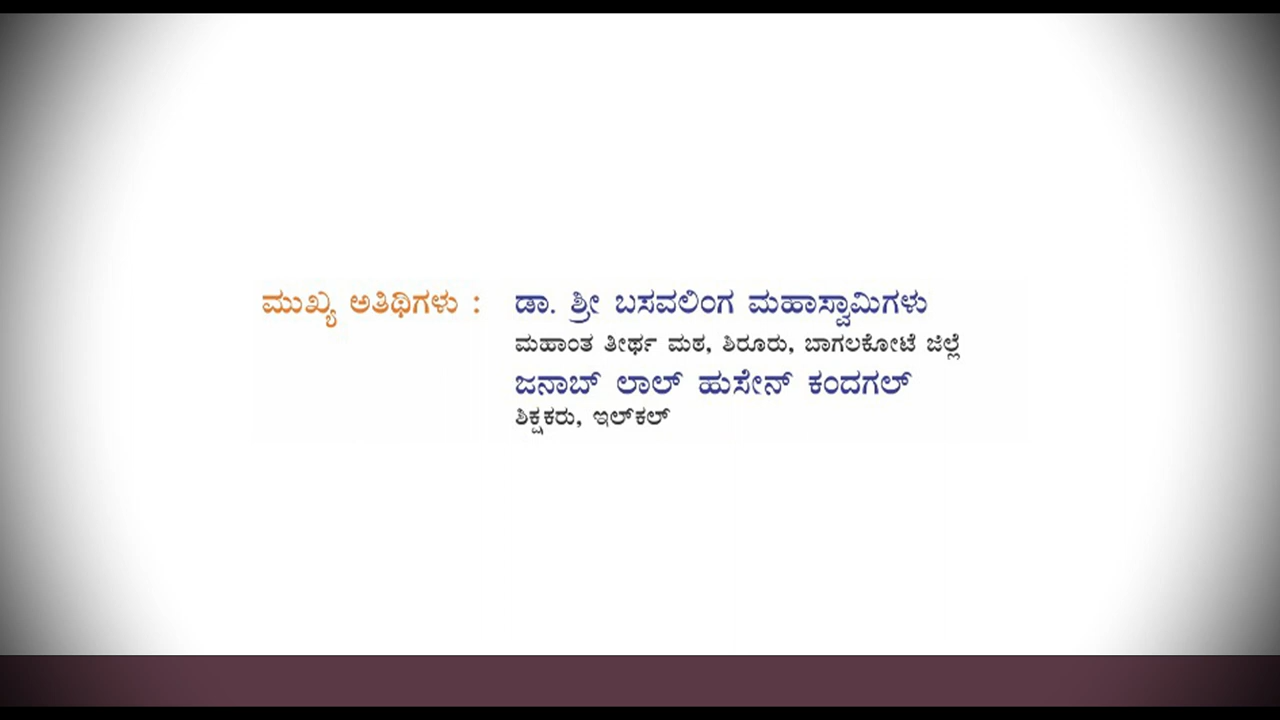 ಮುಖ್ಯ ಅತಿಥಿಗಳು : ಡಾ. ಶ್ರೀ ಬಸವಲಿಂಗ ಮಹಾಸ್ವಾಮಿಗಳು
ಮಹಾಂತ ತೀರ್ಥ ಮಠ, ಶಿರೂರು, ಬಾಗಲಕೋಟೆ ಜಿಲ್ಲೆ
ಜನಾಬ್ ಲಾಲ್ ಹುಸೇನ್ ಕಂದಗಲ್
ಶಿಕ್ಷಕರು, ಇಲ್‌ಕಲ್